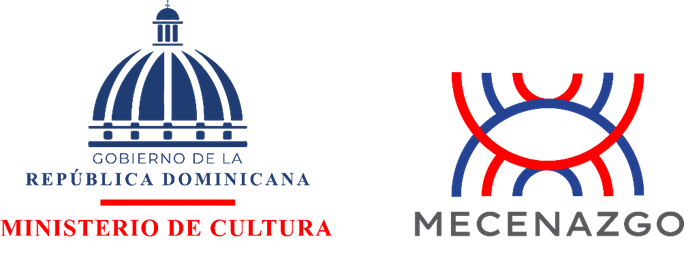 GOBIERNO DE LA
REPÚBLICA DOMINICANA
MINISTERIO DE CULTURA
MECENAZGO